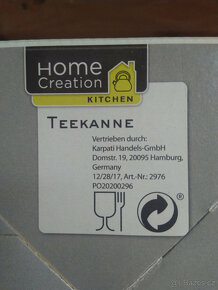 Home
Creation
KITCHEN
TEEKANNE
Vertrieben durch:
Karpati Handels-GmbH
Domstr. 19, 20095 Hamburg,
Germany
12/28/17, Art.-Nr.: 2976
PO20200296